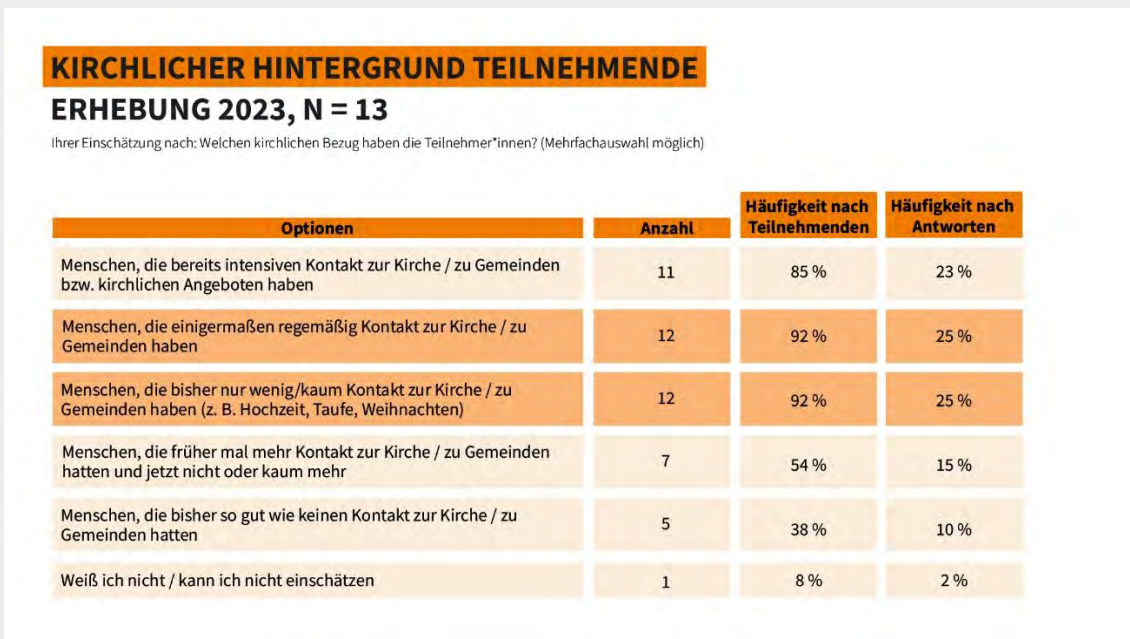 KIRCHLICHER HINTERGRUND TEILNEHMENDE
ERHEBUNG 2023, N = 13
Ihrer Einschätzung nach: Welchen kirchlichen Bezug haben die Teilnehmer*innen? (Mehrfachauswahl möglich)
Optionen
Anzahl
Häufigkeit nach
Teilnehmenden
Häufigkeit nach
Antworten
Menschen, die bereits intensiven Kontakt zur Kirche / zu Gemeinden
bzw. kirchlichen Angeboten haben
11
85 %
23 %
Menschen, die einigermaßen regemäßig Kontakt zur Kirche / zu
Gemeinden haben
12
92 %
25 %
Menschen, die bisher nur wenig/kaum Kontakt zur Kirche / zu
Gemeinden haben (z. B. Hochzeit, Taufe, Weihnachten)
12
92 %
25 %
Menschen, die früher mal mehr Kontakt zur Kirche / zu Gemeinden
hatten und jetzt nicht oder kaum mehr
7
54 %
15 %
Menschen, die bisher so gut wie keinen Kontakt zur Kirche / zu
Gemeinden hatten
5
38 %
10 %
Weiß ich nicht / kann ich nicht einschätzen
1
8 %
2 %